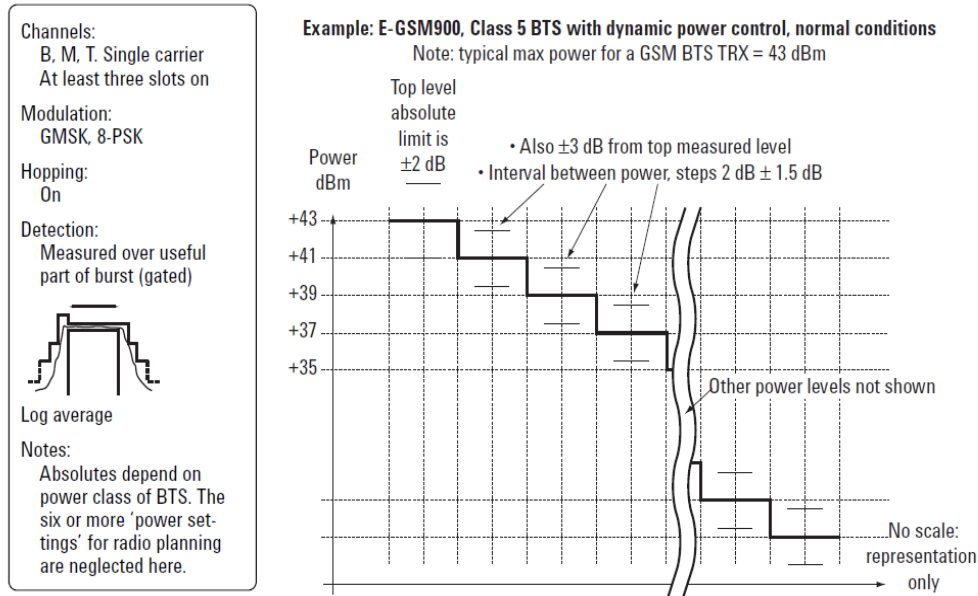 Channels:
B, M, T. Single carrier
At least three slots on
Modulation:
GMSK, 8-PSK
Hopping:
On
Detection:
Measured over useful
part of burst (gated)
Log average
Notes:
Absolutes depend on
power class of BTS. The
six or more ‘power set-
tings’ for radio planning
are neglected here.
Example: E-GSM900, Class 5 BTS with dynamic power control, normal conditions
Note: typical max power for a GSM BTS TRX = 43 dBm
Top level
absolute
limit is
±2 dB
Power
dBm
• Also ±3 dB from top measured level
• Interval between power, steps 2 dB ± 1.5 dB
+43
+41
+39
+37
+35
Other power levels not shown
No scale:
representation
only